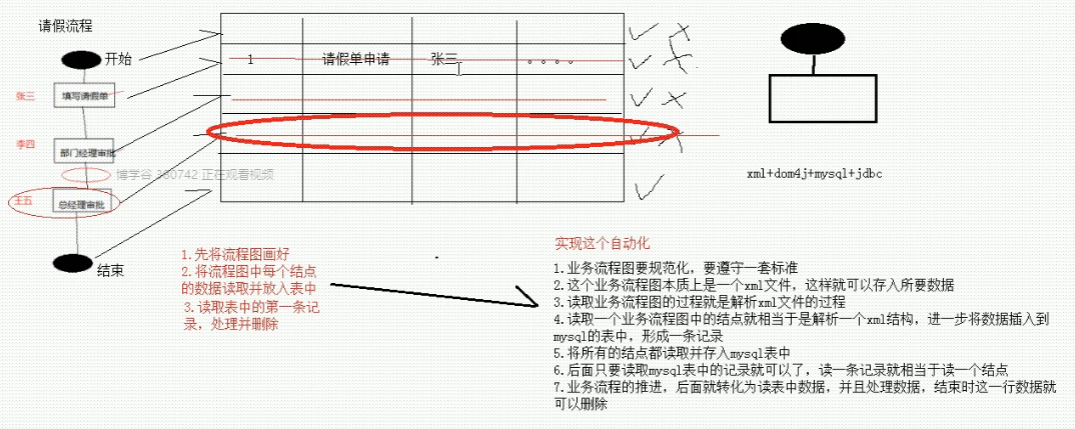 请假流程
开始
张三
填写请假单
李四
部门经理审批
博学谷 380742 正在观看视频
王五
总经理审批
结束
1 请假单申请 张三 。。。。
xml+dom4j+mysql+jdbc
1.先将流程图画好
2.将流程图中每个结点
的数据读取并放入表中
3.读取表中的第一条记
录,处理并删除
实现这个自动化
1.业务流程图要规范化,要遵守一套标准
2.这个业务流程图本质上是一个xml文件,这样就可以存入所要数据
3.读取业务流程图的过程就是解析xml文件的过程
4.读取一个业务流程图中的结点就相当于是解析一个xml结构,进一步将数据插入到
mysql的表中,形成一条记录
5.将所有的结点都读取并存入mysql表中
6.后面只要读取mysql表中的记录就可以了,读一条记录就相当于读一个结点
7.业务流程的推进,后面就转化为读表中数据,并且处理数据,结束时这一行数据就
可以删除